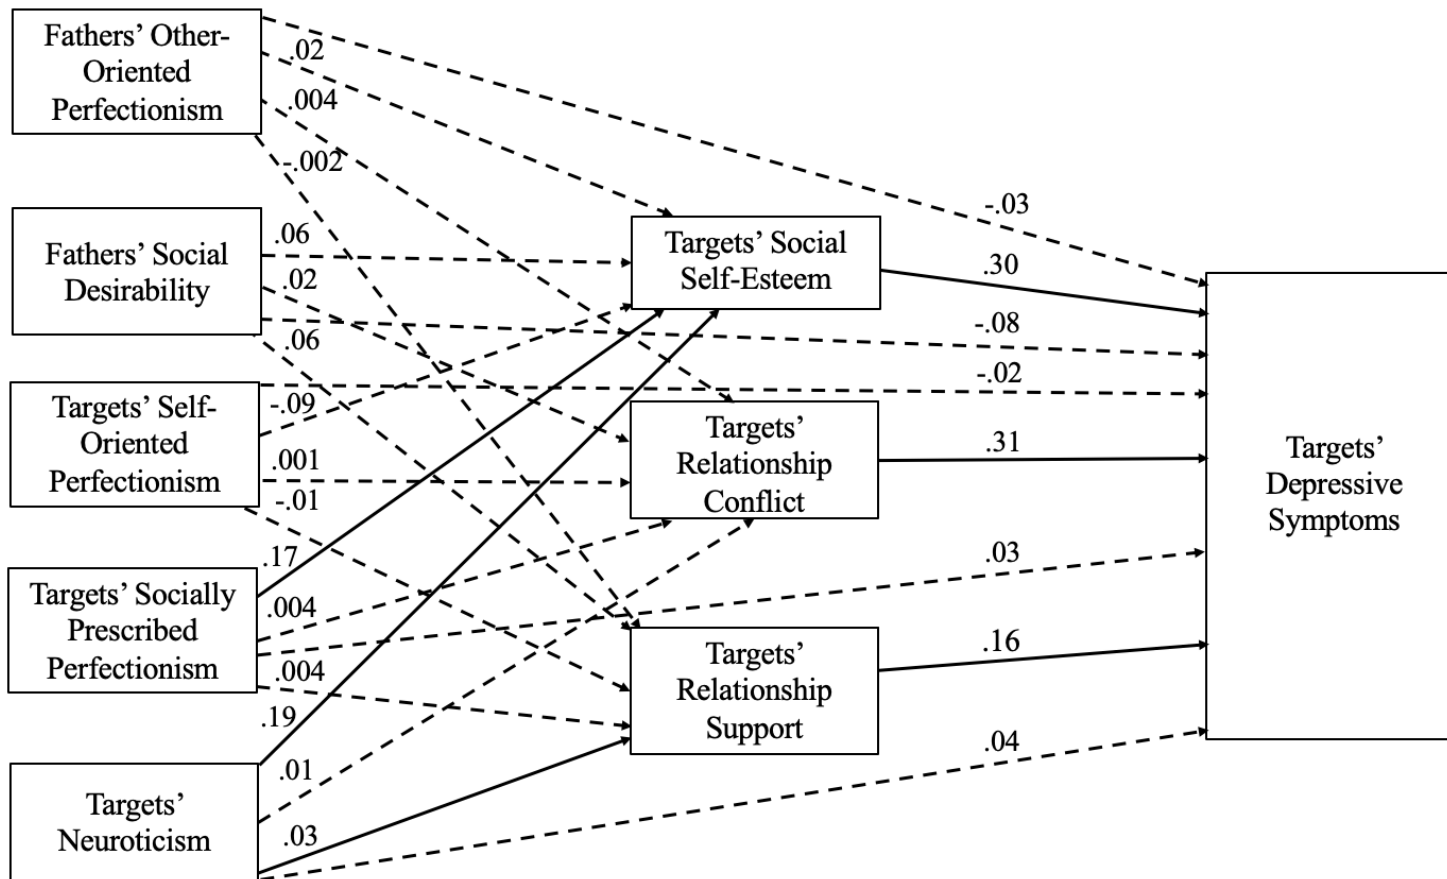 Fathers’ Other-
Oriented
Perfectionism
Fathers’ Social
Desirability
Targets’ Self-
Oriented
Perfectionism
Targets’ Socially
Prescribed
Perfectionism
Targets’
Neuroticism
.02
.004
-.002
.06
.02
.06
-.09
.001
-.01
.17
.004
.004
.19
.01
.03
Targets’ Social
Self-Esteem
Targets’
Relationship
Conflict
Targets’
Relationship
Support
-.03
.30
-.08
-.02
.31
.03
.16
.04
Targets’
Depressive
Symptoms